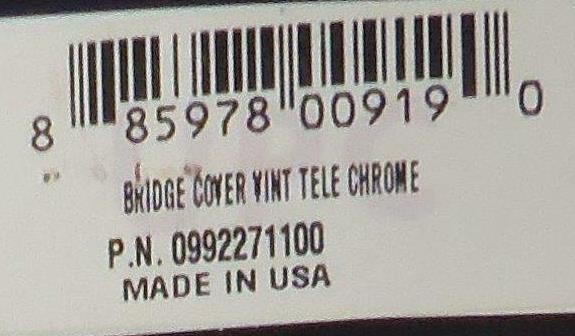 8 85978 00919 0
BRIDGE COVER VINT TELE CHROME
P.N. 0992271100
MADE IN USA